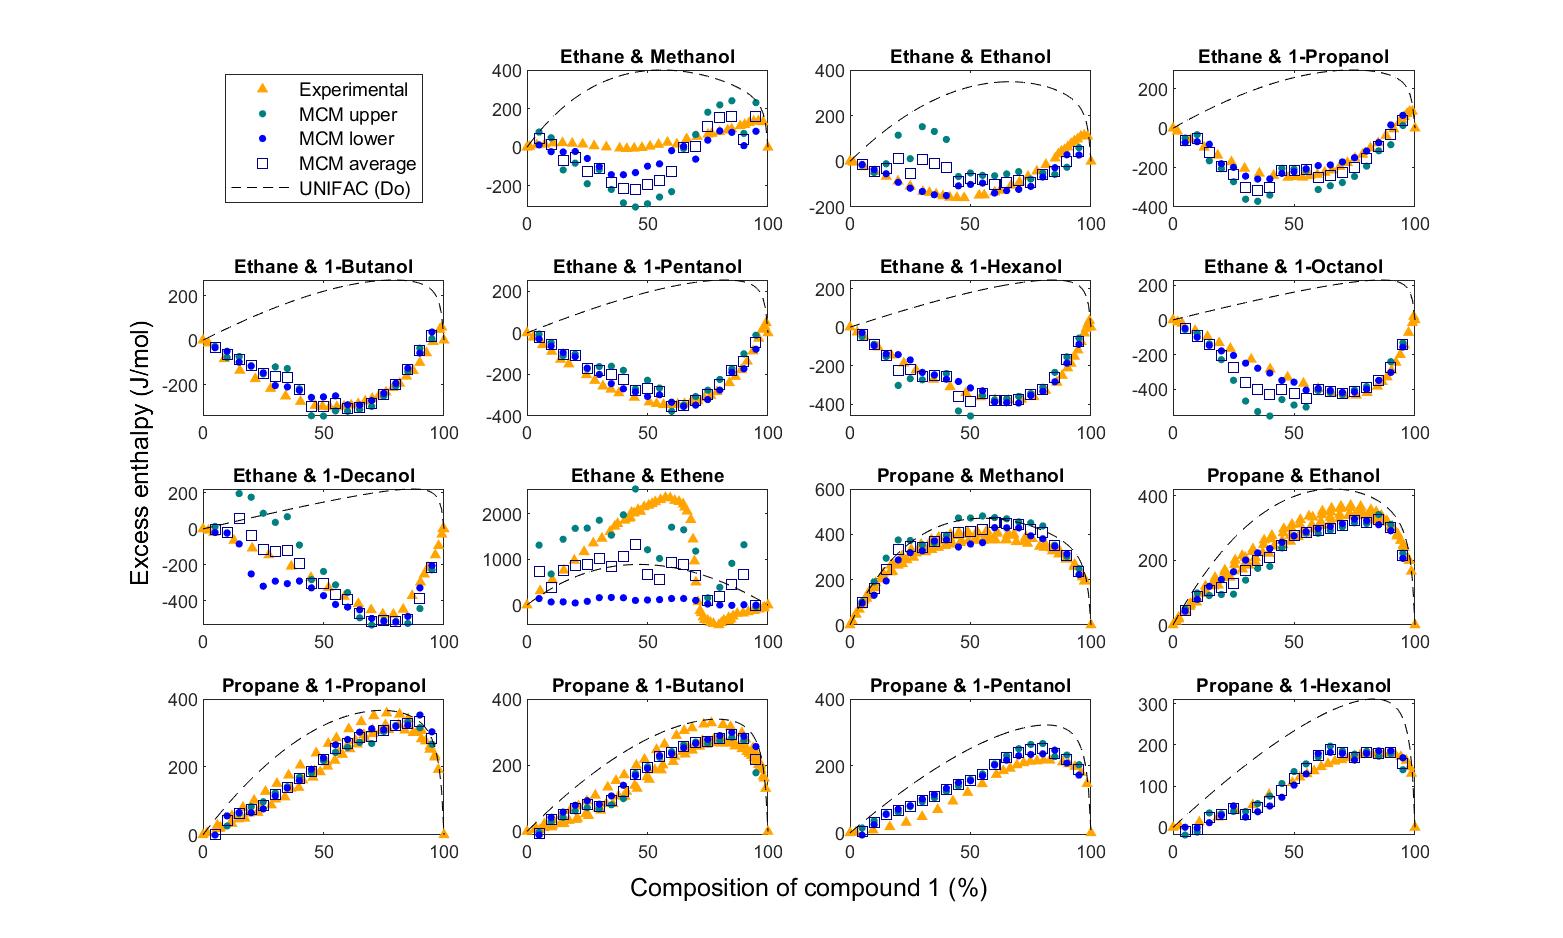 Experimental
MCM upper
MCM lower
MCM average
UNIFAC (Do)
Ethane & Methanol
400
200
0
-200
0 50 100
Ethane & Ethanol
400
200
0
-200
0 50 100
Ethane & 1-Propanol
200
0
-200
-400
0 50 100
Ethane & 1-Butanol
200
0
-200
0 50 100
Ethane & 1-Pentanol
200
0
-200
-400
0 50 100
Ethane & 1-Hexanol
200
0
-200
-400
0 50 100
Ethane & 1-Octanol
200
0
-200
-400
0 50 100
Ethane & 1-Decanol
200
0
-200
-400
0 50 100
Ethane & Ethene
2000
1000
0
0 50 100
Propane & Methanol
600
400
200
0
0 50 100
Propane & Ethanol
400
200
0
0 50 100
Propane & 1-Propanol
400
200
0
0 50 100
Propane & 1-Butanol
400
200
0
0 50 100
Propane & 1-Pentanol
400
200
0
0 50 100
Propane & 1-Hexanol
300
200
100
0
0 50 100
Excess enthalpy (J/mol)
Composition of compound 1 (%)